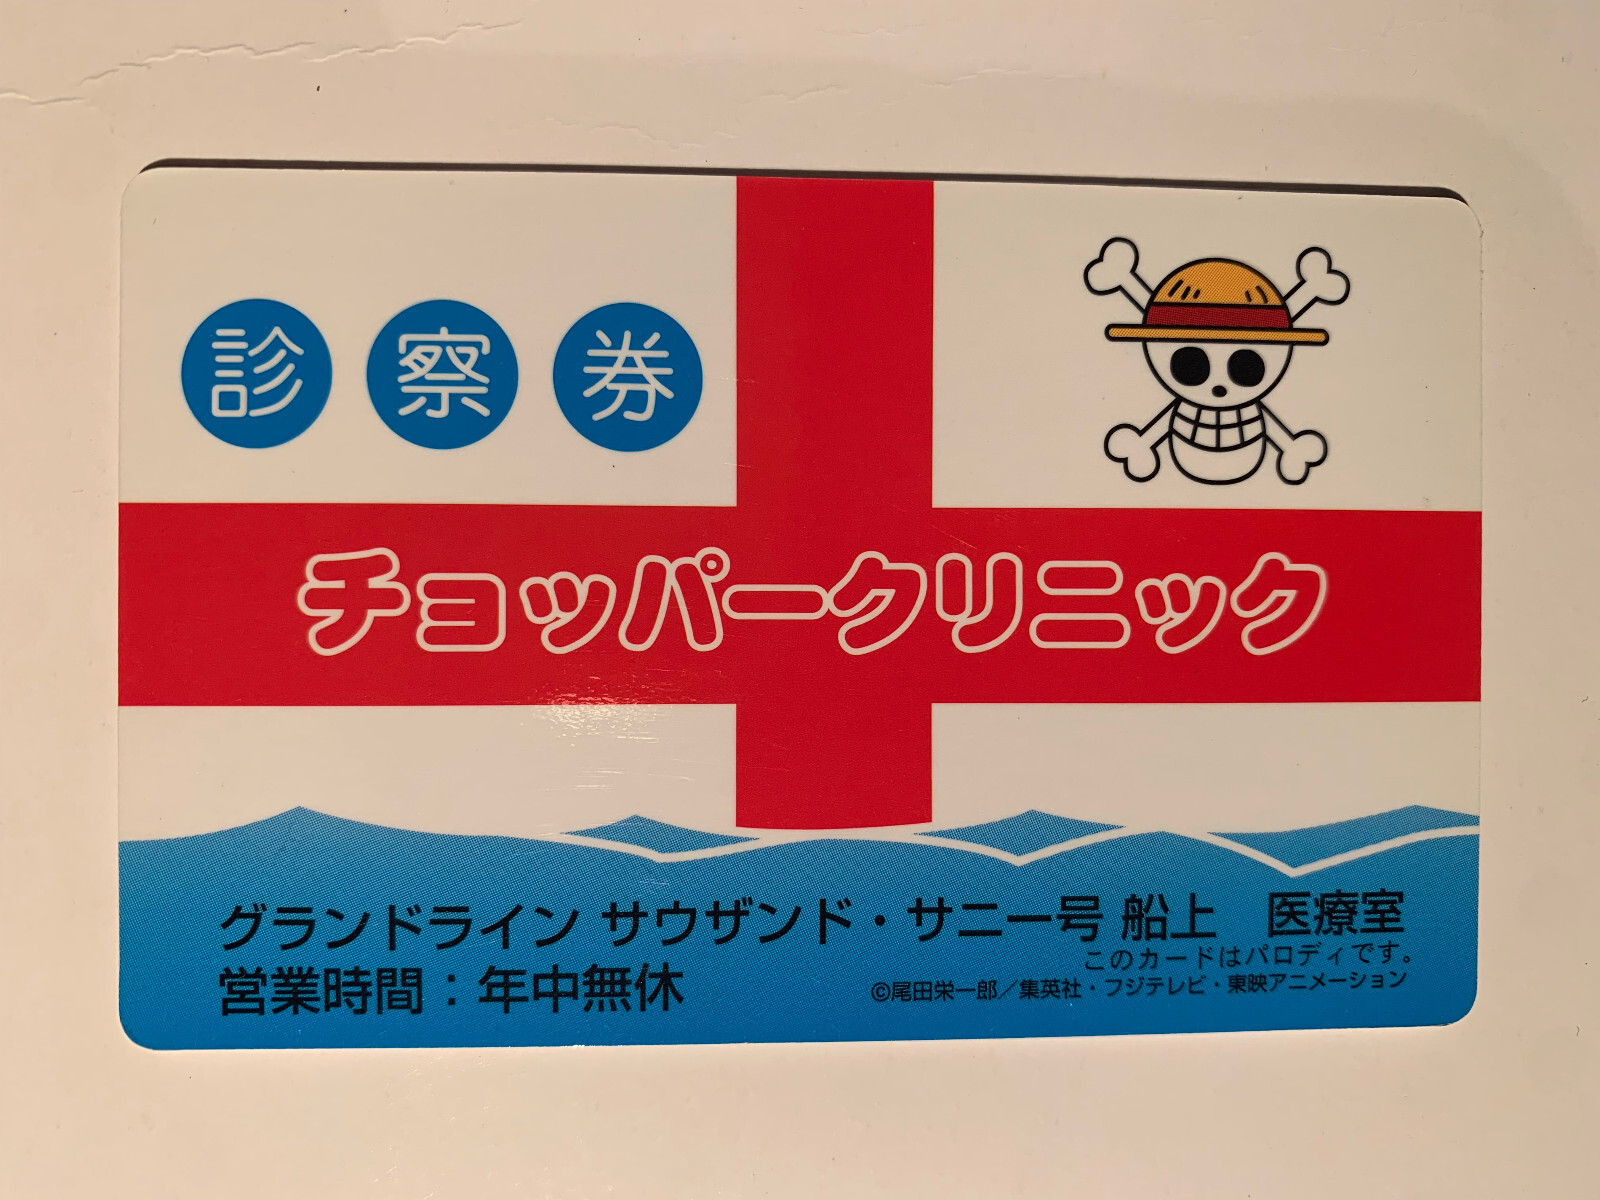 診察券
チョッパークリニック
グランドライン サウザンド・サニー号 船上　医療室
このカードはパロディです。
営業時間：年中無休
©尾田栄一郎／集英社・フジテレビ・東映アニメーション